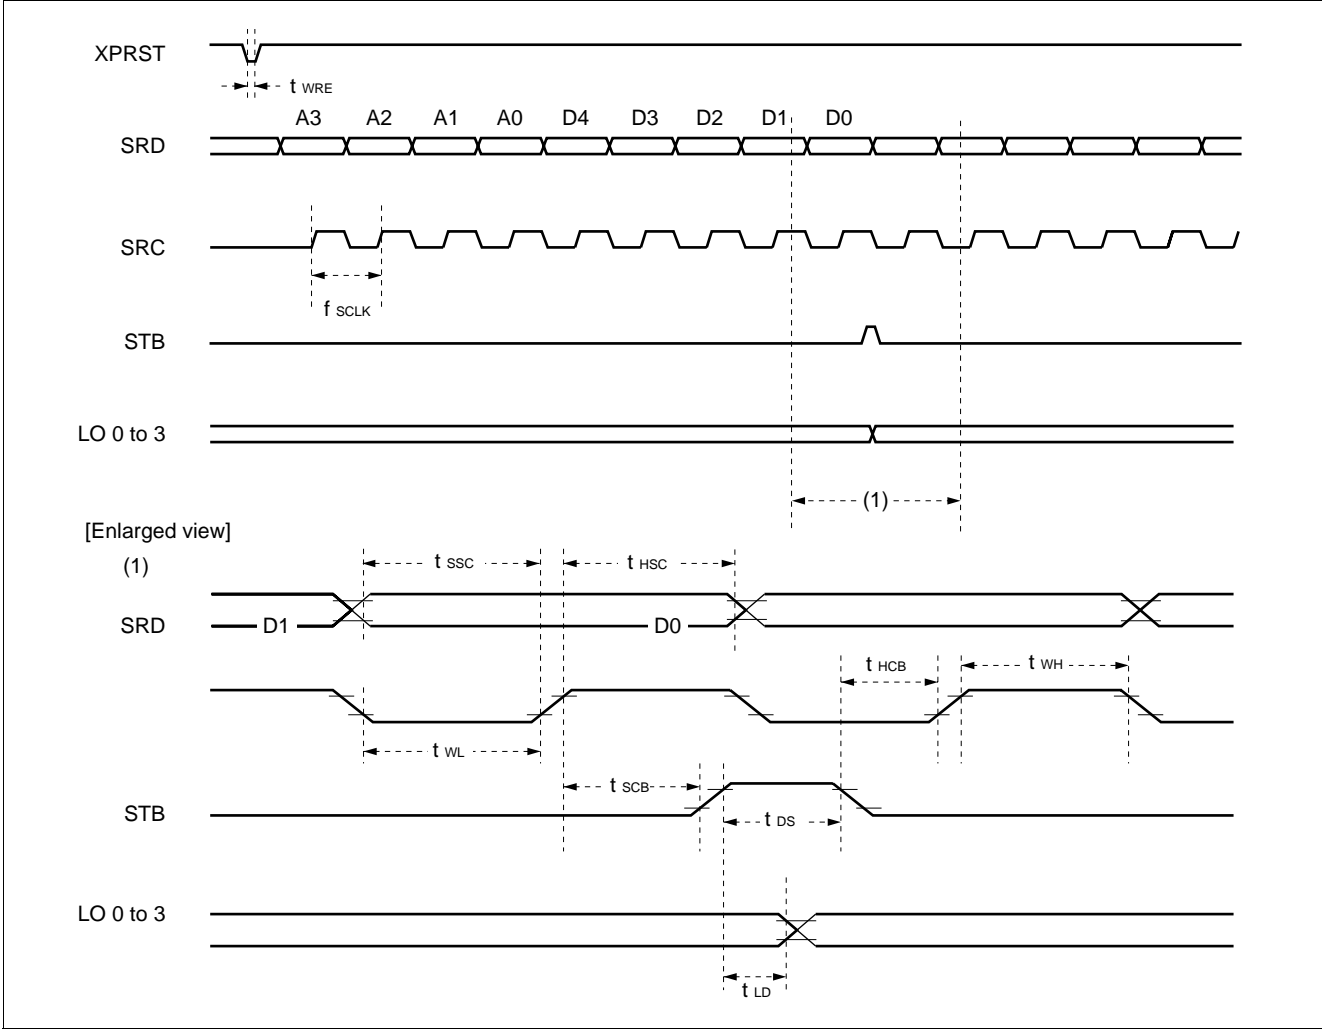 XPRST
t WRE
A3 A2 A1 A0 D4 D3 D2 D1 D0
SRD
SRC
f SCLK
STB
LO 0 to 3
(1)
[Enlarged view]
(1)
t SSC t HSC
SRD D1 D0
t HCB t WH
t WL
t SCB
STB
t DS
LO 0 to 3
t LD